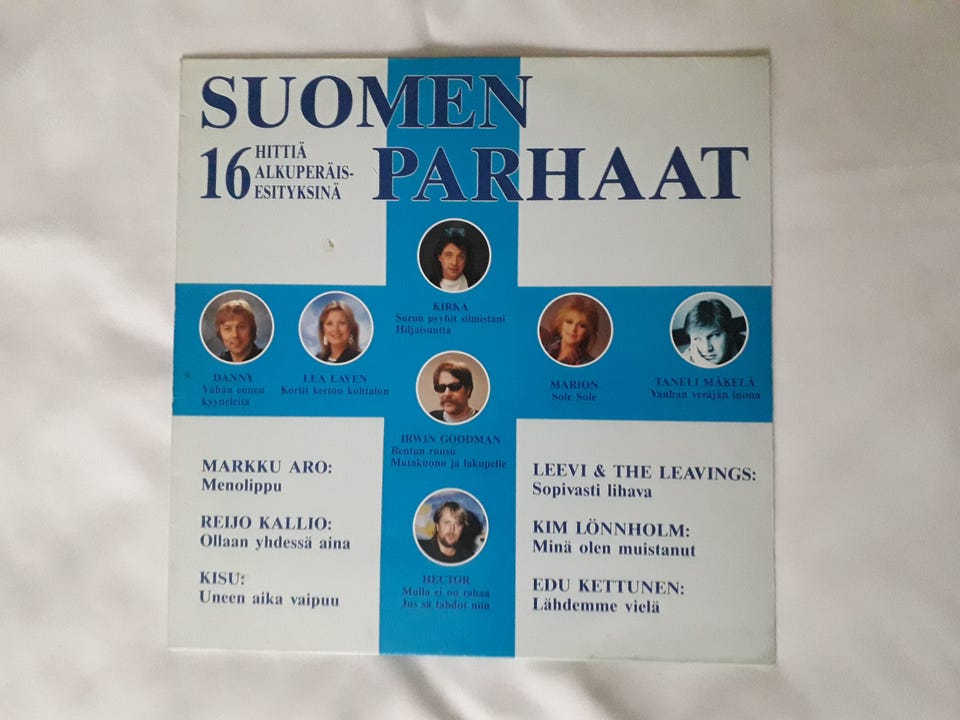 SUOMEN
PARHAAT
16
HITTIÄ
ALKUPERÄIS-
ESITYKSINÄ
KIRKA
Surun pyyhit silmistäni
Hiljaisuutta
DANNY
Vähän ennen
kyyneleitä
LEA LAVEN
Kortit kertoo kohtalon
MARION
Sole Sole
TANELI MÄKELÄ
Vanhan veräjän luona
IRWIN GOODMAN
Rentun ruusu
Mutakuono ja lakupelle
HECTOR
Mulla ei oo rahaa
Jos sä tahdot niin
MARKKU ARO:
Menolippu
REIJO KALLIO:
Ollaan yhdessä aina
KISU:
Uneen aika vaipuu
LEEVI & THE LEAVINGS:
Sopivasti lihava
KIM LÖNNHOLM:
Minä olen muistanut
EDU KETTUNEN:
Lähdemme vielä